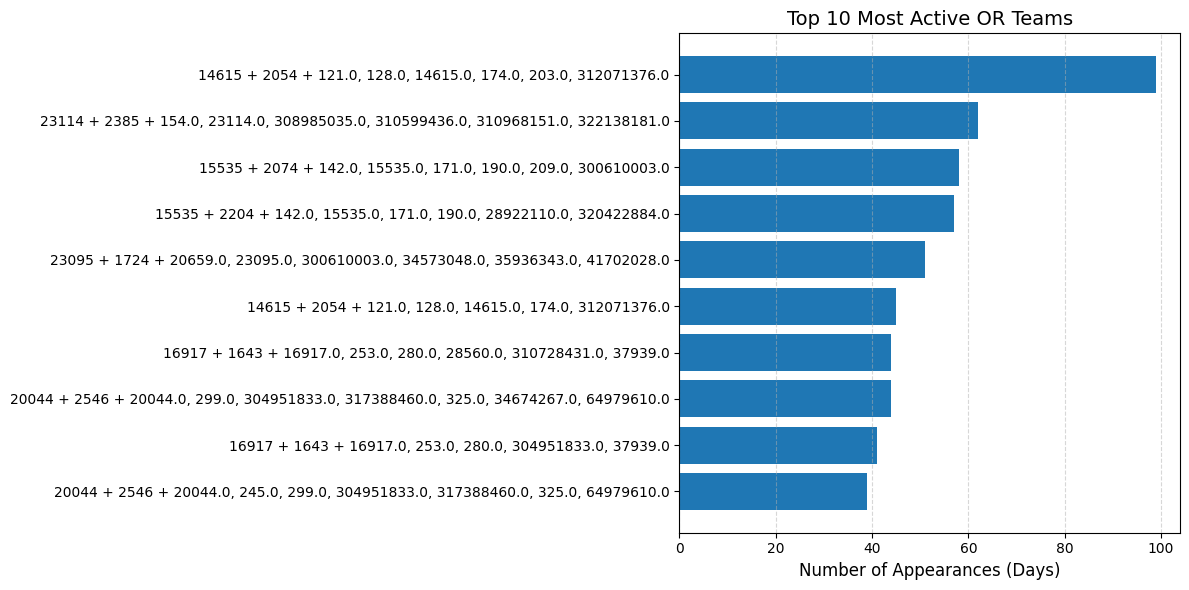 Top 10 Most Active OR Teams
14615 + 2054 + 121.0, 128.0, 14615.0, 174.0, 203.0, 312071376.0
23114 + 2385 + 154.0, 23114.0, 308985035.0, 310599436.0, 310968151.0, 322138181.0
15535 + 2074 + 142.0, 15535.0, 171.0, 190.0, 209.0, 300610003.0
15535 + 2204 + 142.0, 15535.0, 171.0, 190.0, 28922110.0, 320422884.0
23095 + 1724 + 20659.0, 23095.0, 300610003.0, 34573048.0, 35936343.0, 41702028.0
14615 + 2054 + 121.0, 128.0, 14615.0, 174.0, 312071376.0
16917 + 1643 + 16917.0, 253.0, 280.0, 28560.0, 310728431.0, 37939.0
20044 + 2546 + 20044.0, 299.0, 304951833.0, 317388460.0, 325.0, 34674267.0, 64979610.0
16917 + 1643 + 16917.0, 253.0, 280.0, 304951833.0, 37939.0
20044 + 2546 + 20044.0, 245.0, 299.0, 304951833.0, 317388460.0, 325.0, 64979610.0
0 20 40 60 80 100
Number of Appearances (Days)